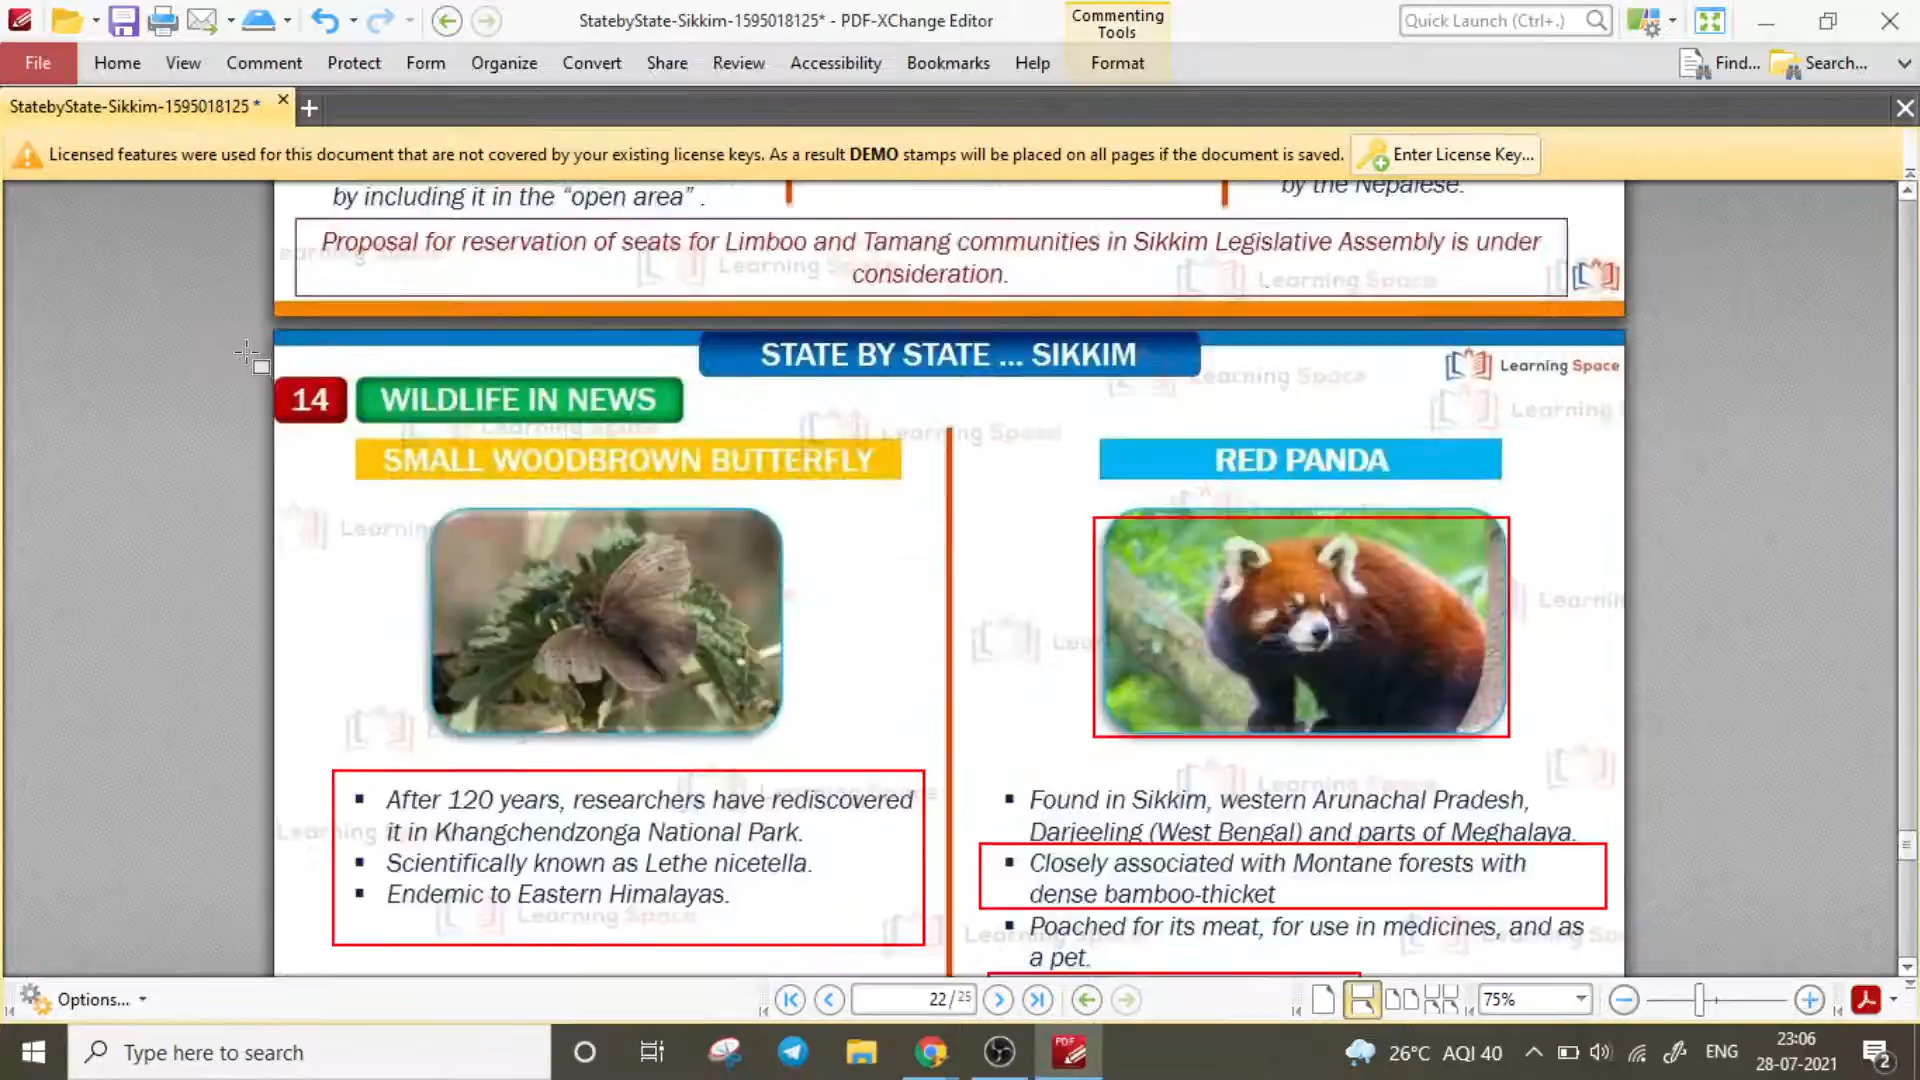 StatebyState-Sikkim-1595018125* - PDF-XChange Editor
Commenting Tools
Quick Launch (Ctrl+.)
File Home View Comment Protect Form Organize Convert Share Review Accessibility Bookmarks Help Format Find... Search...
StatebyState-Sikkim-1595018125 *
Licensed features were used for this document that are not covered by your existing license keys. As a result DEMO stamps will be placed on all pages if the document is saved. Enter License Key...
by including it in the “open area” .
by the Nepalese.
Proposal for reservation of seats for Limboo and Tamang communities in Sikkim Legislative Assembly is under
consideration.
STATE BY STATE ... SIKKIM
Learning Space
14 WILDLIFE IN NEWS
SMALL WOODBROWN BUTTERFLY
▪ After 120 years, researchers have rediscovered
it in Khangchendzonga National Park.
▪ Scientifically known as Lethe nicetella.
▪ Endemic to Eastern Himalayas.
RED PANDA
▪ Found in Sikkim, western Arunachal Pradesh,
Darjeeling (West Bengal) and parts of Meghalaya.
▪ Closely associated with Montane forests with
dense bamboo-thicket
▪ Poached for its meat, for use in medicines, and as
a pet.
Options...
22 / 25
75%
Type here to search
26°C AQI 40
ENG
23:06
28-07-2021
2